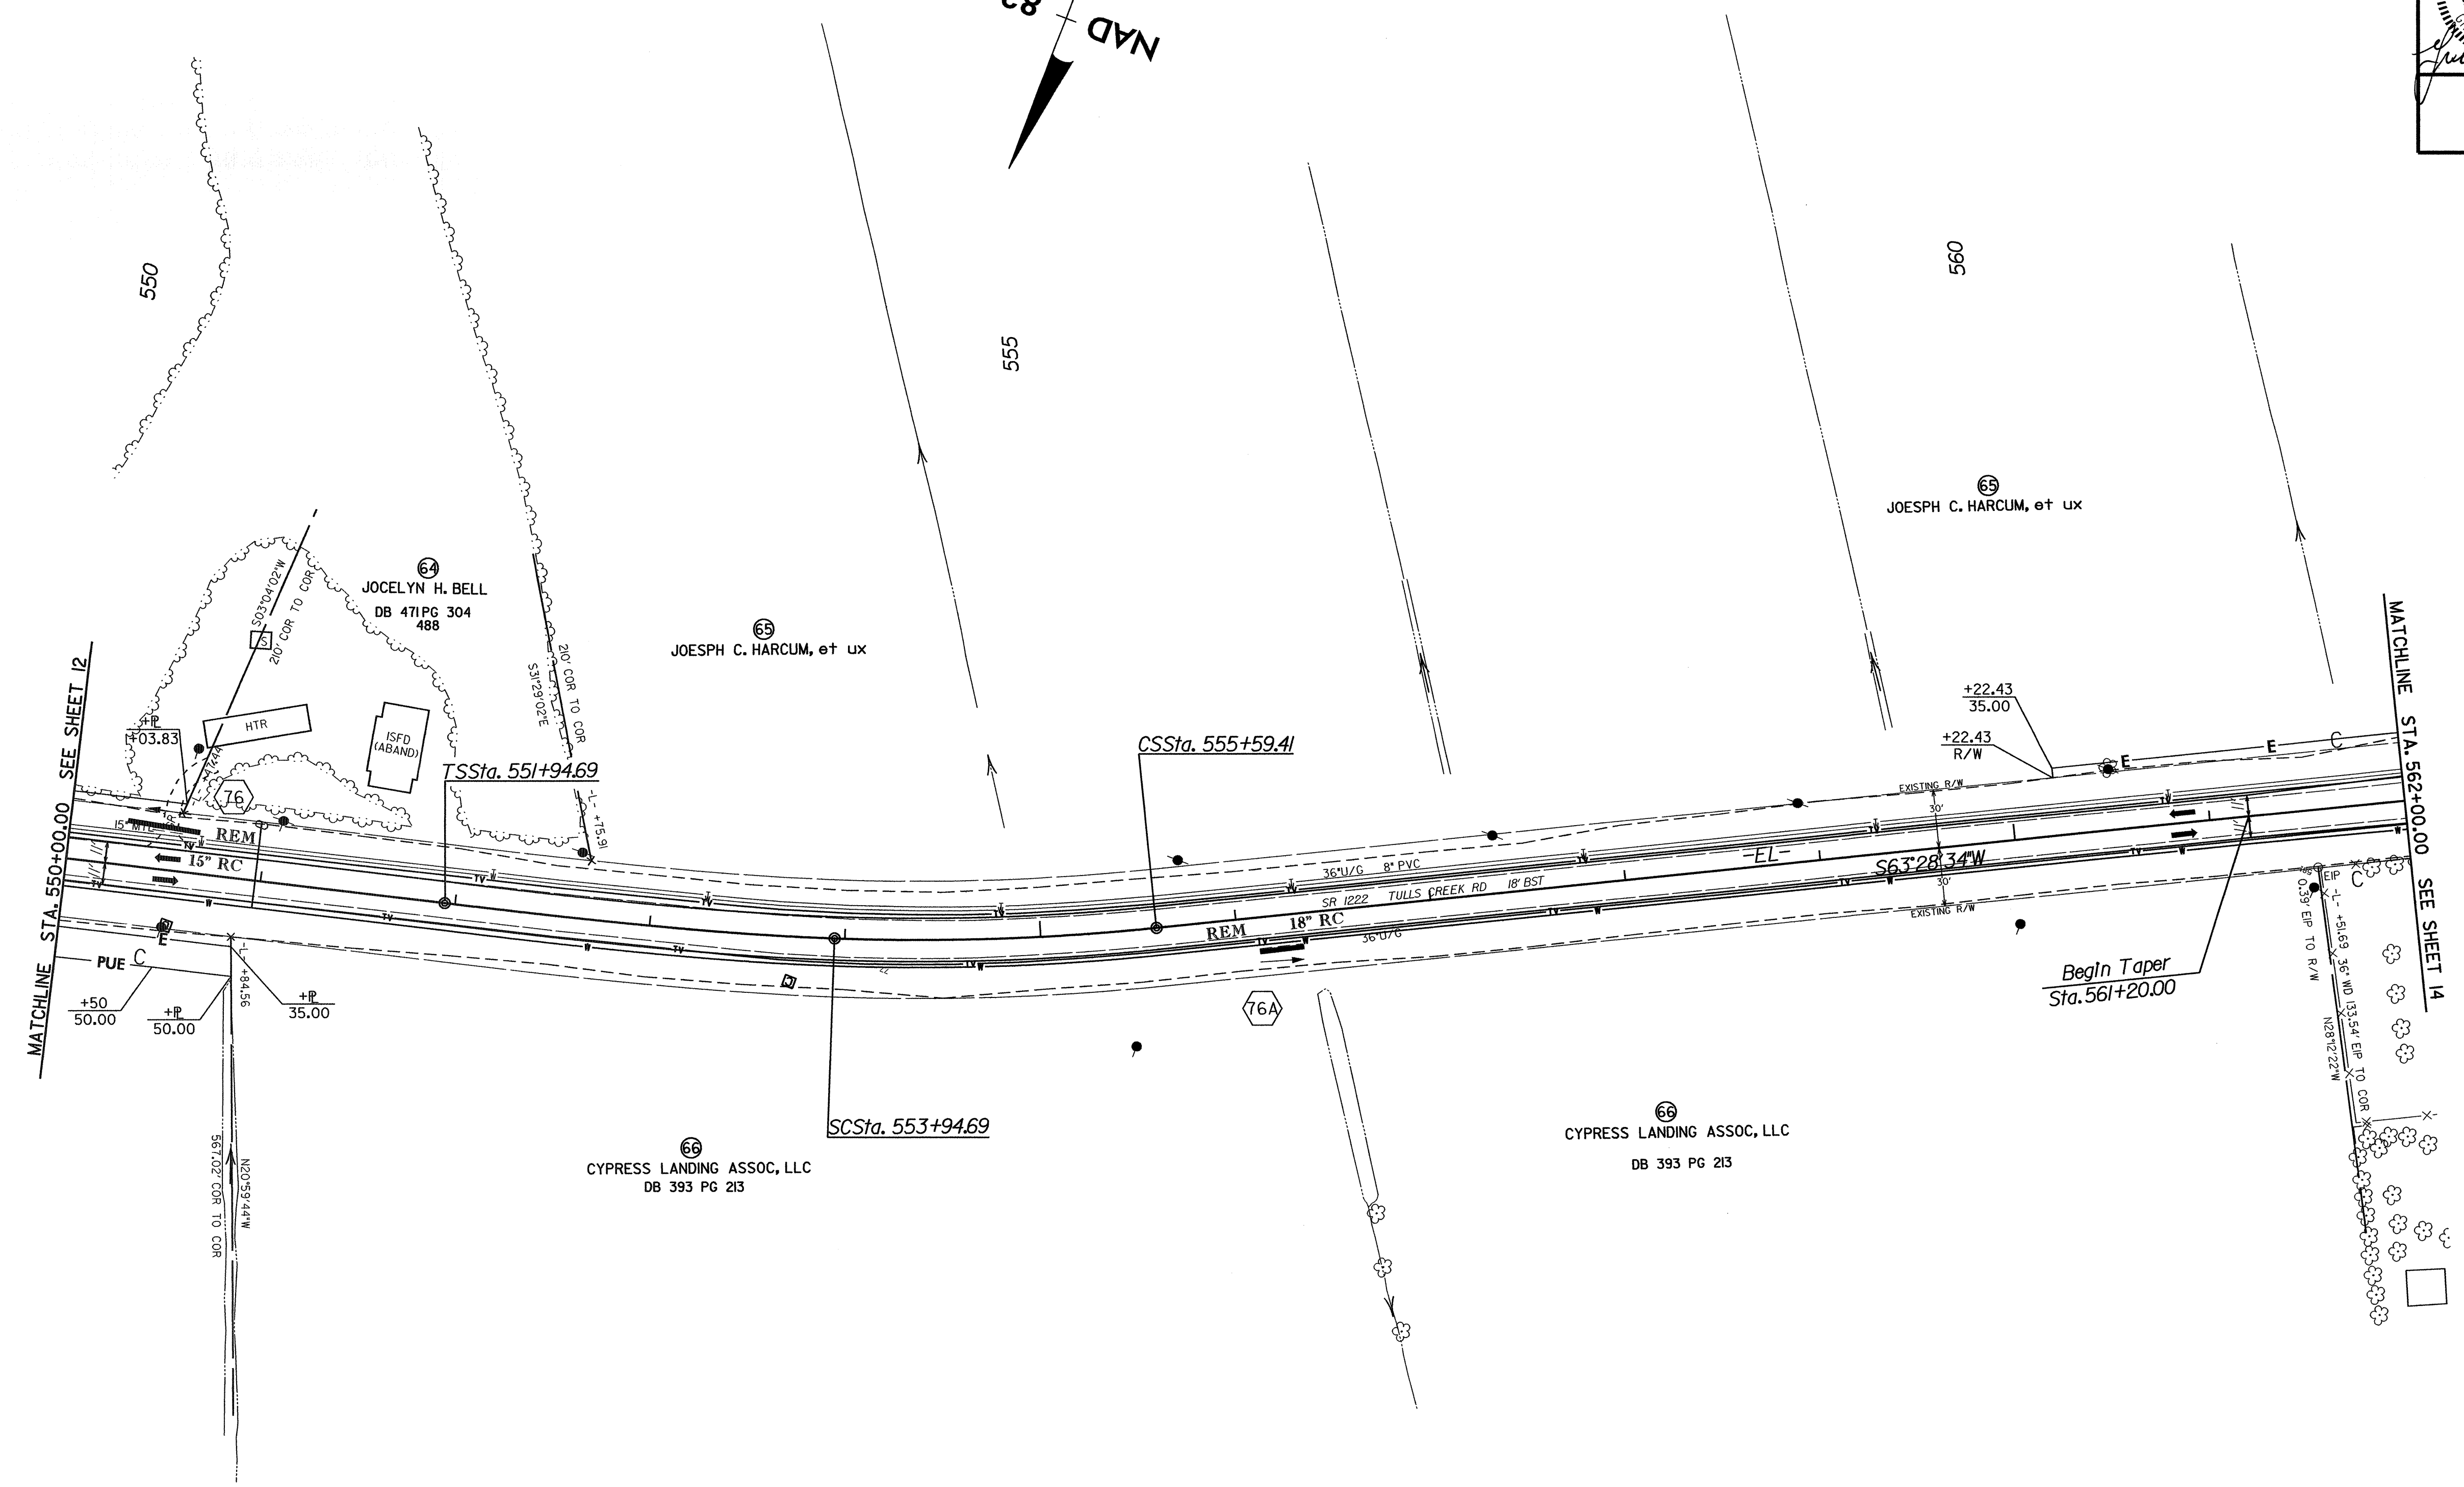 NAD
550
555
560
65
JOESPH C. HARCUM, et ux
64
JOCELYN H. BELL
DB 471 PG 304
488
S03°04'02"W
210' COR TO COR
S
65
JOESPH C. HARCUM, et ux
210' COR TO COR
S31°29'02"E
MATCHLINE STA. 550+00.00 SEE SHEET 12
MATCHLINE STA. 562+00.00 SEE SHEET 14
+22.43
35.00
+22.43
R/W
+PL
+03.83
HTR
ISFD
(ABAND)
+47.44
76
TSSta. 551+94.69
CSSta. 555+59.41
-L- +75.91
E
E
C
EXISTING R/W
30'
15" MTL
REM
15" RC
36" U/G 8" PVC
SR 1222 TULLS CREEK RD 18' BST
-EL-
S63°28'34"W
30'
EXISTING R/W
REM 18" RC
36" U/G
E
PUE C
+50
50.00
+PL
50.00
-L- +84.56
+PL
35.00
76A
Begin Taper
Sta. 561+20.00
EIP
C
0.39' EIP TO R/W
-L- +51.69 36" WD 133.54' EIP TO COR
N28°12'22"W
SCSta. 553+94.69
66
CYPRESS LANDING ASSOC, LLC
DB 393 PG 213
66
CYPRESS LANDING ASSOC, LLC
DB 393 PG 213
567.02' COR TO COR
N20°59'44"W